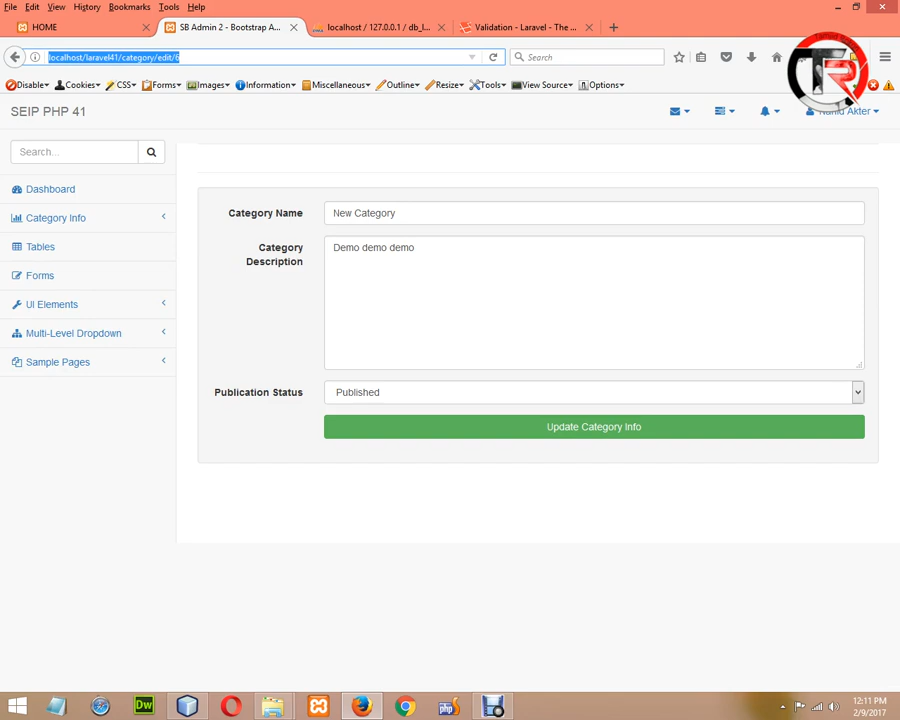 File Edit View History Bookmarks Tools Help
HOME
SB Admin 2 - Bootstrap A...
localhost / 127.0.0.1 / db_l...
Validation - Laravel - The ...
localhost/laravel41/category/edit/6
Search
Disable Cookies CSS Forms Images Information Miscellaneous Outline Resize Tools View Source Options
SEIP PHP 41
Search...
Dashboard
Category Info
Tables
Forms
UI Elements
Multi-Level Dropdown
Sample Pages
Category Name
New Category
Category
Description
Demo demo demo
Publication Status
Published
Update Category Info
Dw
12:11 PM
2/9/2017